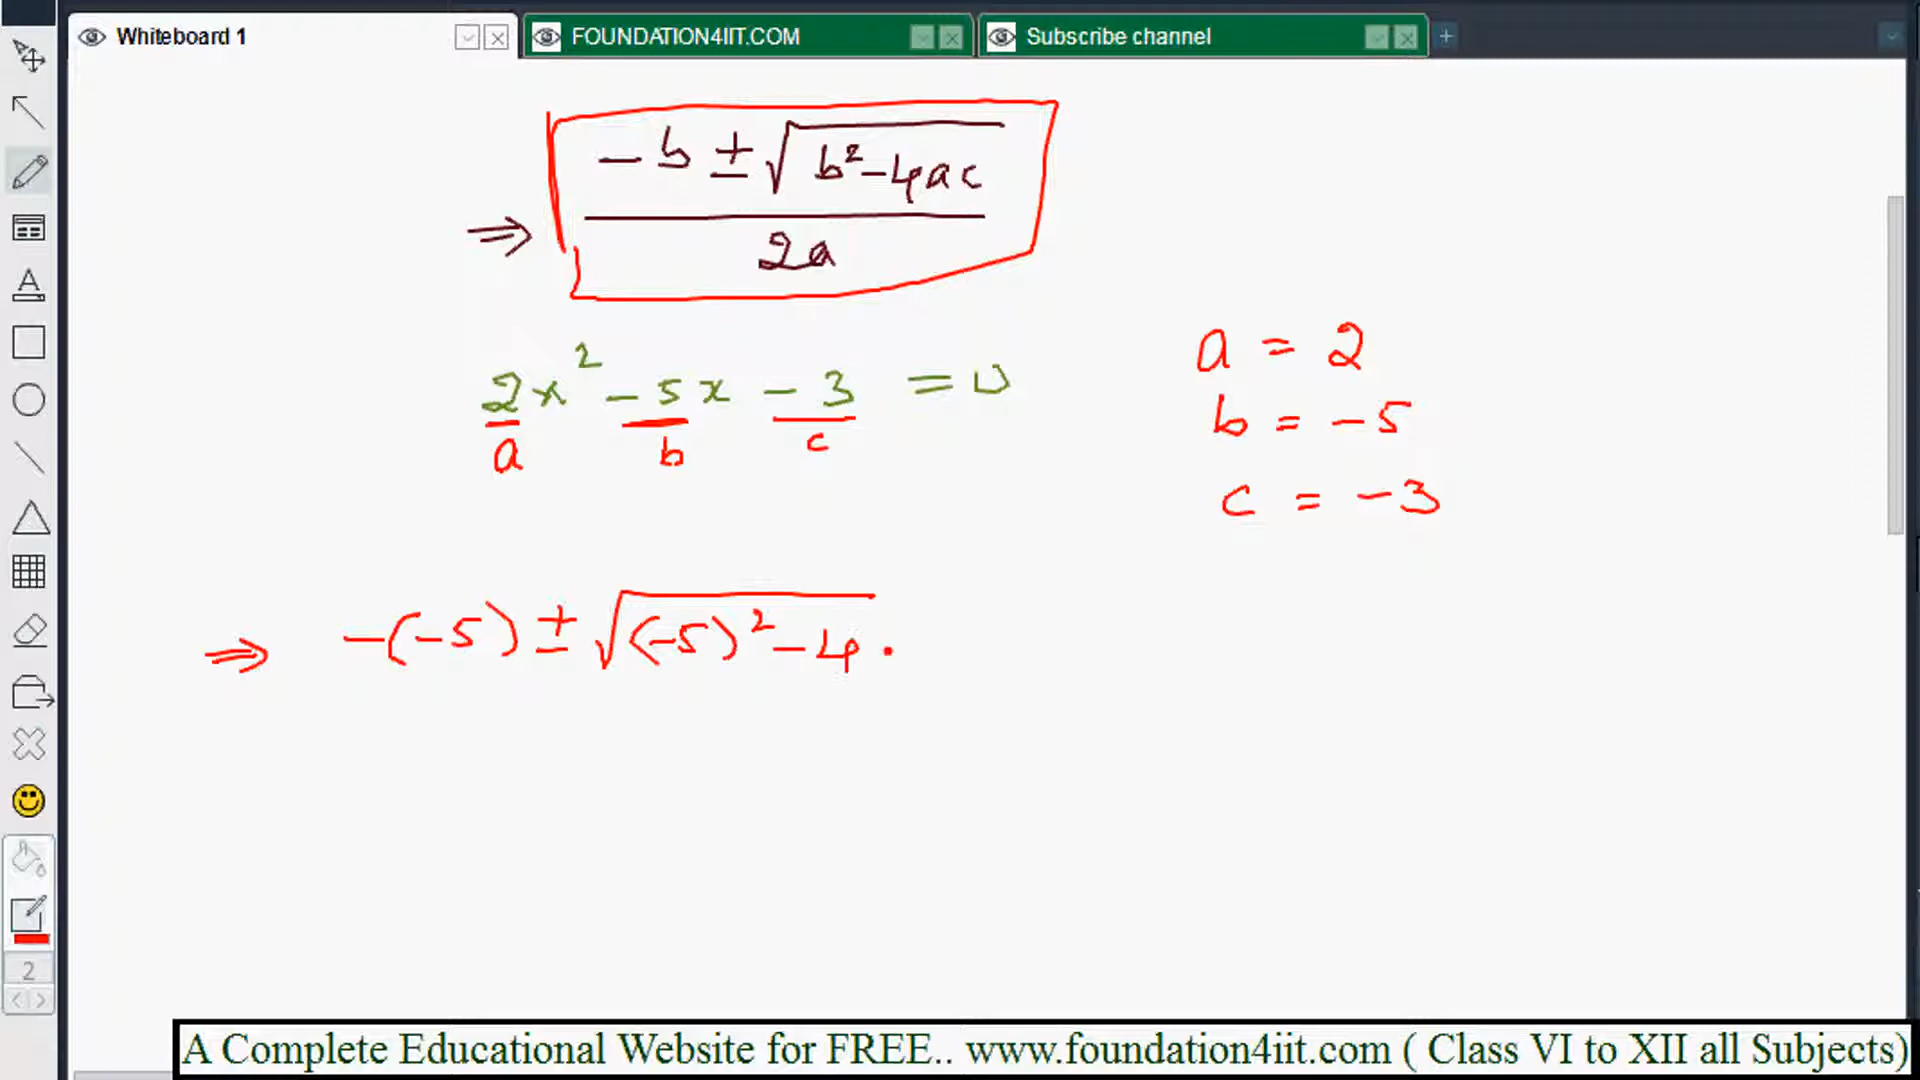 Whiteboard 1
FOUNDATION4IIT.COM
Subscribe channel
⇒ -b ± √b² - 4ac
2a
2x² - 5x - 3 = 0
a b c
a = 2
b = -5
c = -3
⇒ -(-5) ± √(-5)² - 4 .
2
A Complete Educational Website for FREE.. www.foundation4iit.com ( Class VI to XII all Subjects)